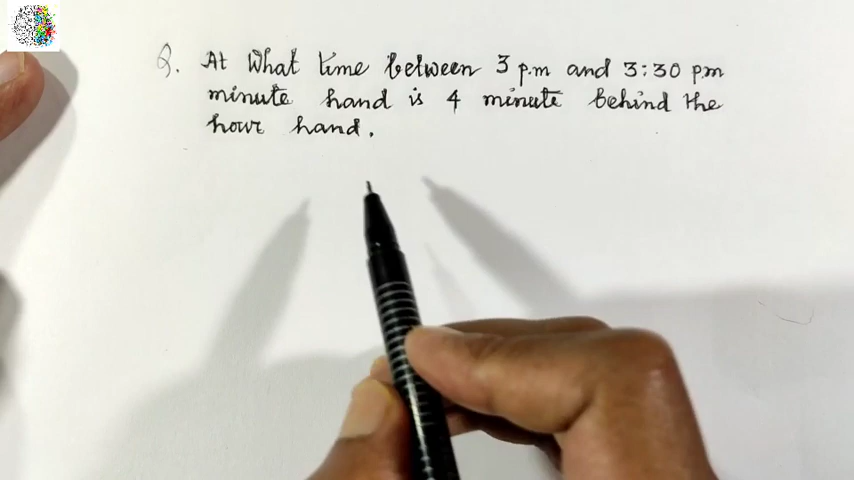 Q. At What time between 3 p.m and 3:30 p.m
minute hand is 4 minute behind the
hour hand.